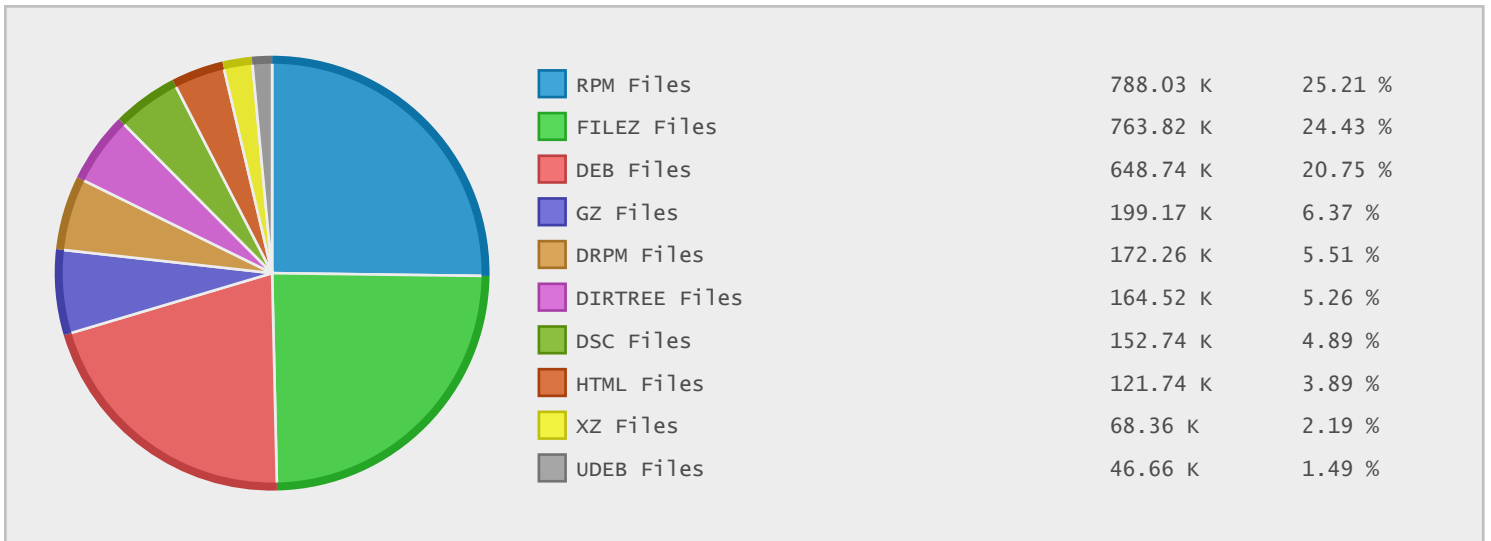 RPM Files 788.03 K 25.21 %
FILEZ Files 763.82 K 24.43 %
DEB Files 648.74 K 20.75 %
GZ Files 199.17 K 6.37 %
DRPM Files 172.26 K 5.51 %
DIRTREE Files 164.52 K 5.26 %
DSC Files 152.74 K 4.89 %
HTML Files 121.74 K 3.89 %
XZ Files 68.36 K 2.19 %
UDEB Files 46.66 K 1.49 %